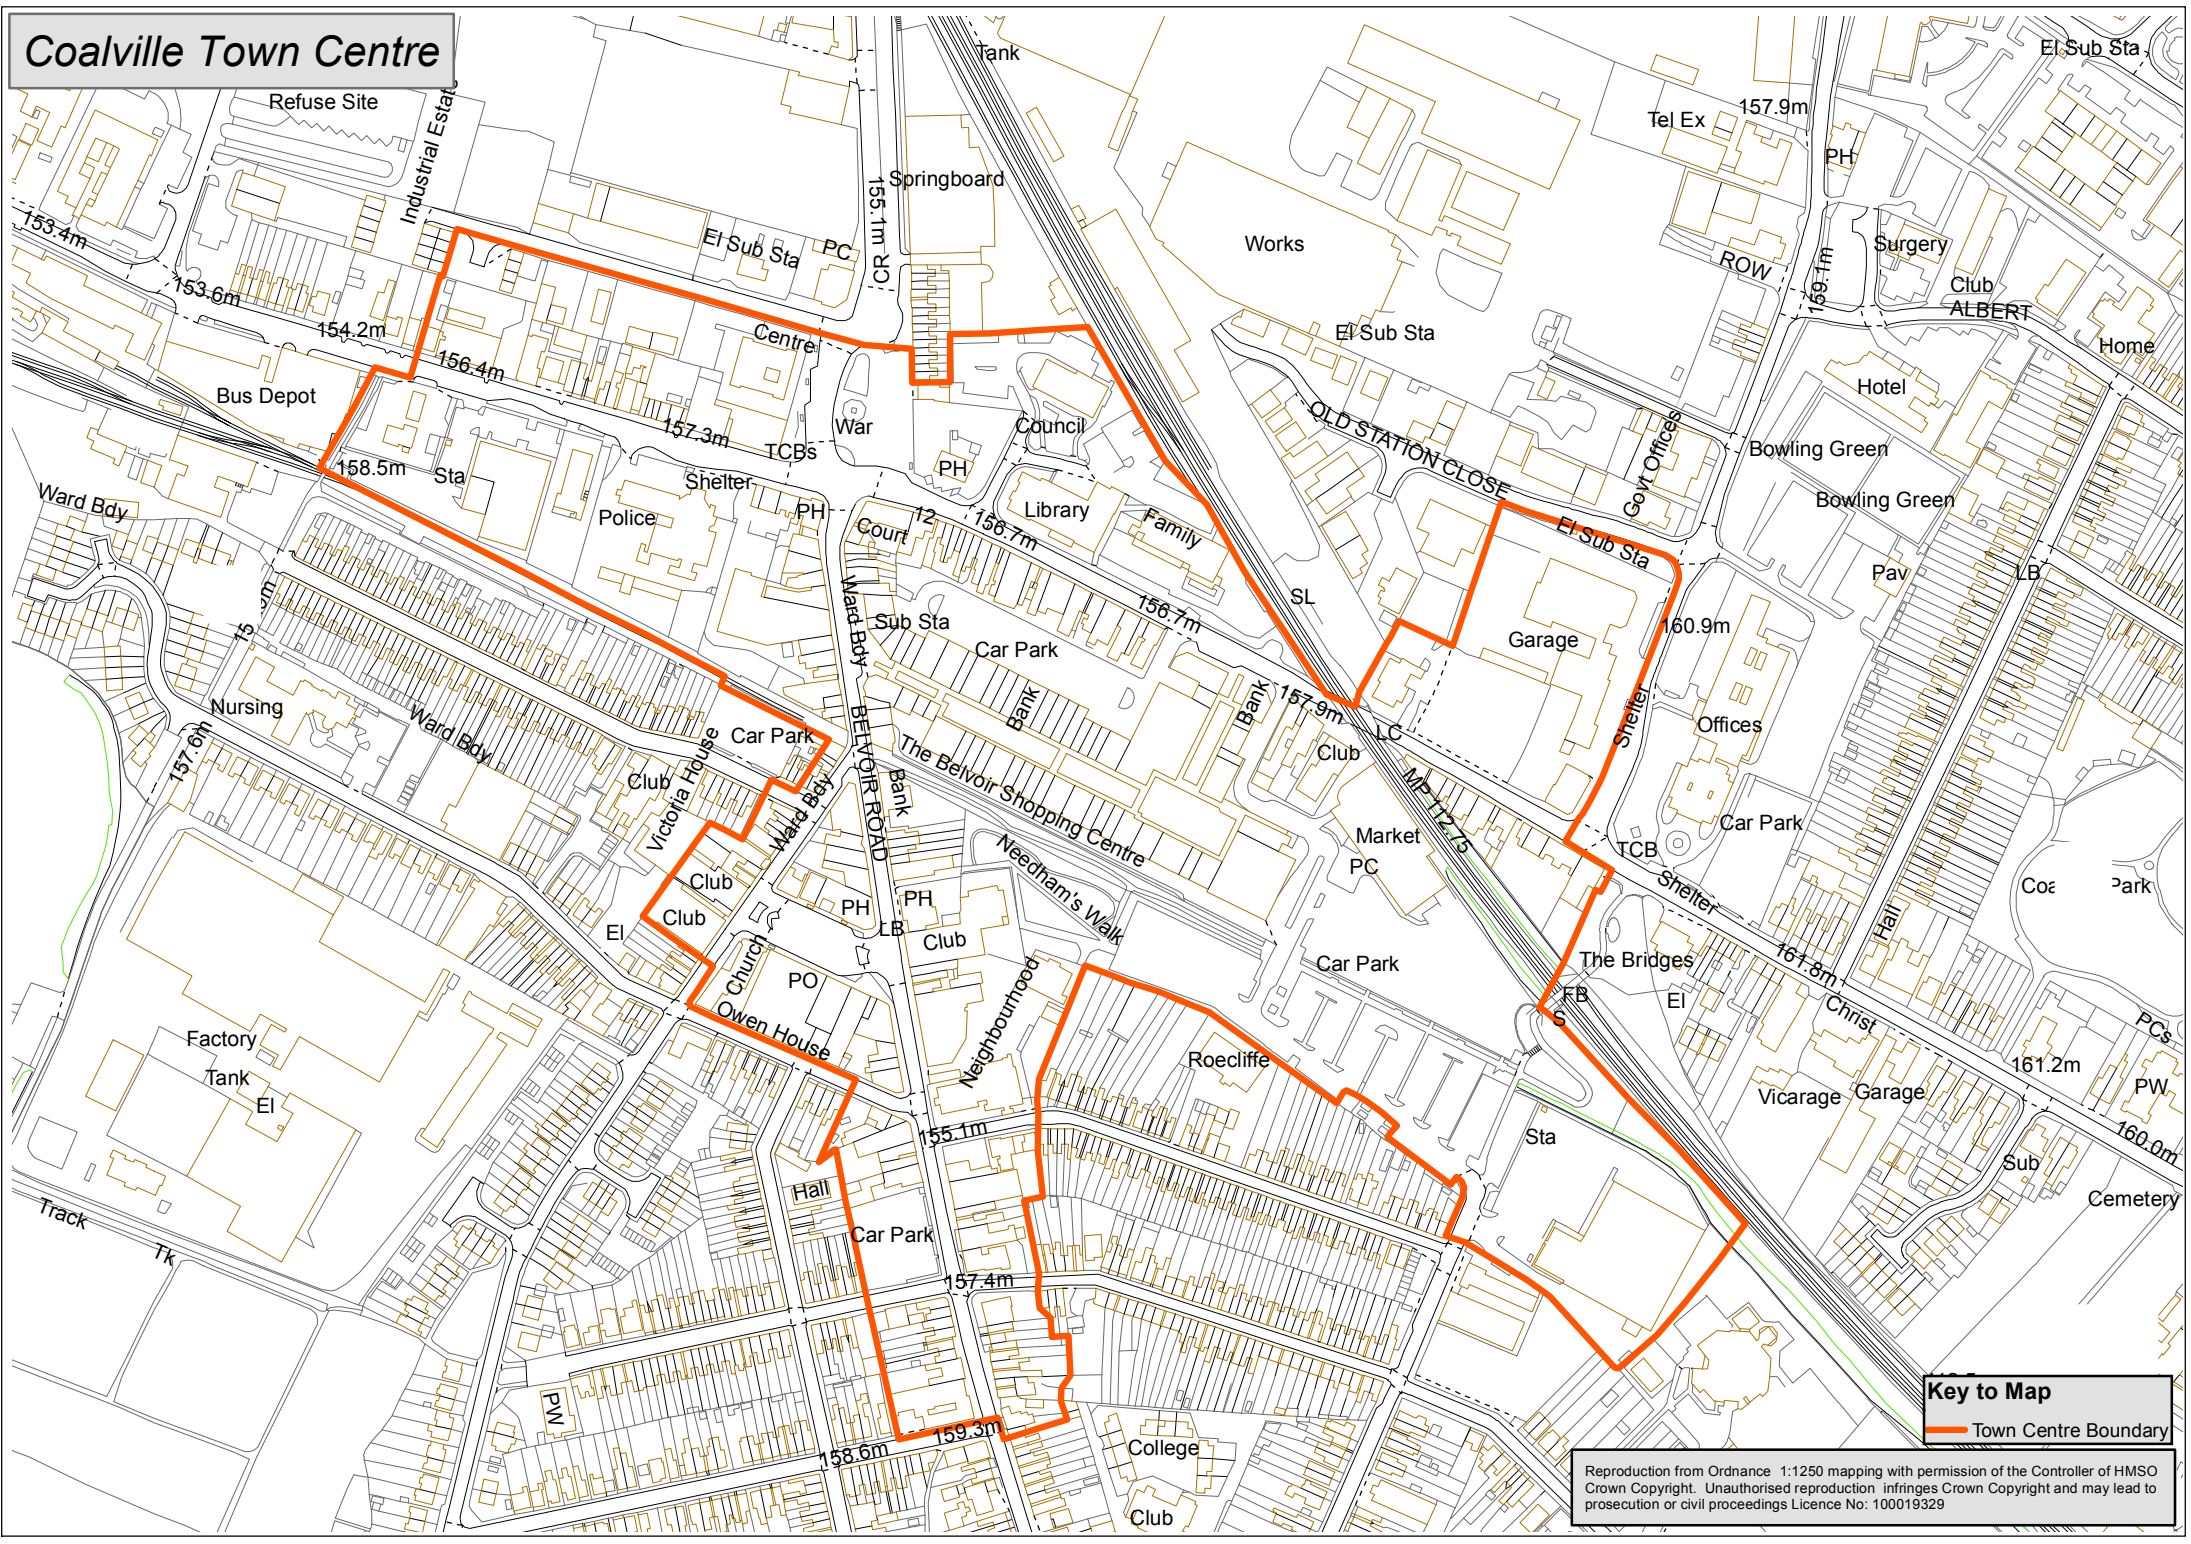 Coalville Town Centre
Tank
El Sub Sta
Refuse Site
Industrial Estate
157.9m
Tel Ex
PH
Springboard
155.1m
CR
153.4m
El Sub Sta
PC
Works
ROW
159.1m
Surgery
Club
ALBERT
153.6m
154.2m
Centre
El Sub Sta
Home
156.4m
Bus Depot
Hotel
157.3m
War
Council
OLD STATION CLOSE
Govt Offices
Bowling Green
TCBs
158.5m
Sta
Shelter
PH
Ward Bdy
Bowling Green
Police
PH
Court
12
156.7m
Library
Family
El Sub Sta
Pav
LB
Ward Bdy
SL
156.7m
Sub Sta
Car Park
Garage
160.9m
Nursing
Ward Bdy
157.6m
Car Park
BELVOIR ROAD
Bank
Bank
157.9m
LC
Shelter
Offices
Club
Victoria House
Club
Ward Bdy
Bank
The Belvoir Shopping Centre
MP 112.75
Market
PC
Car Park
TCB
Shelter
Needham's Walk
Club
Club
PH
PH
LB
Club
El
Hall
Park
161.8m
Church
PO
Owen House
Neighbourhood
Car Park
The Bridges
FB
S
El
Christ
PCs
Factory
Tank
El
Roecliffe
161.2m
PW
Vicarage
Garage
155.1m
Sta
160.0m
Car Park
Sub
Hall
Cemetery
Track
Tk
Car Park
157.4m
PW
159.3m
158.6m
College
Club
Key to Map
Town Centre Boundary
Reproduction from Ordnance 1:1250 mapping with permission of the Controller of HMSO
Crown Copyright. Unauthorised reproduction infringes Crown Copyright and may lead to
prosecution or civil proceedings Licence No: 100019329